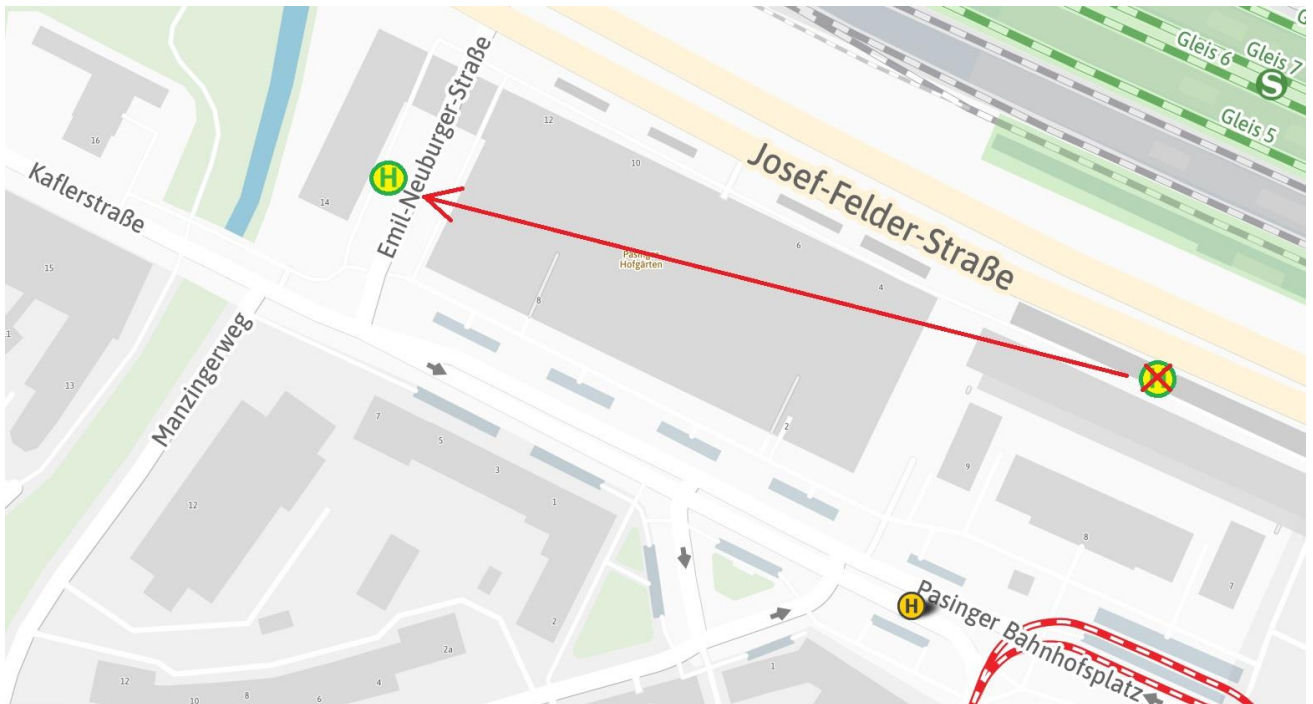 Gleis 7
Gleis 6
S
Gleis 5
Emil-Neuburger-Straße
12
10
16
Josef-Felder-Straße
Kaflerstraße
H
14
6
Pasinger
Hofgärten
15
4
8
H
13
Manzingerweg
7
5
2
9
3
12
1
8
7
H
Pasinger Bahnhofsplatz
2
2a
1
12
4
10
8
6